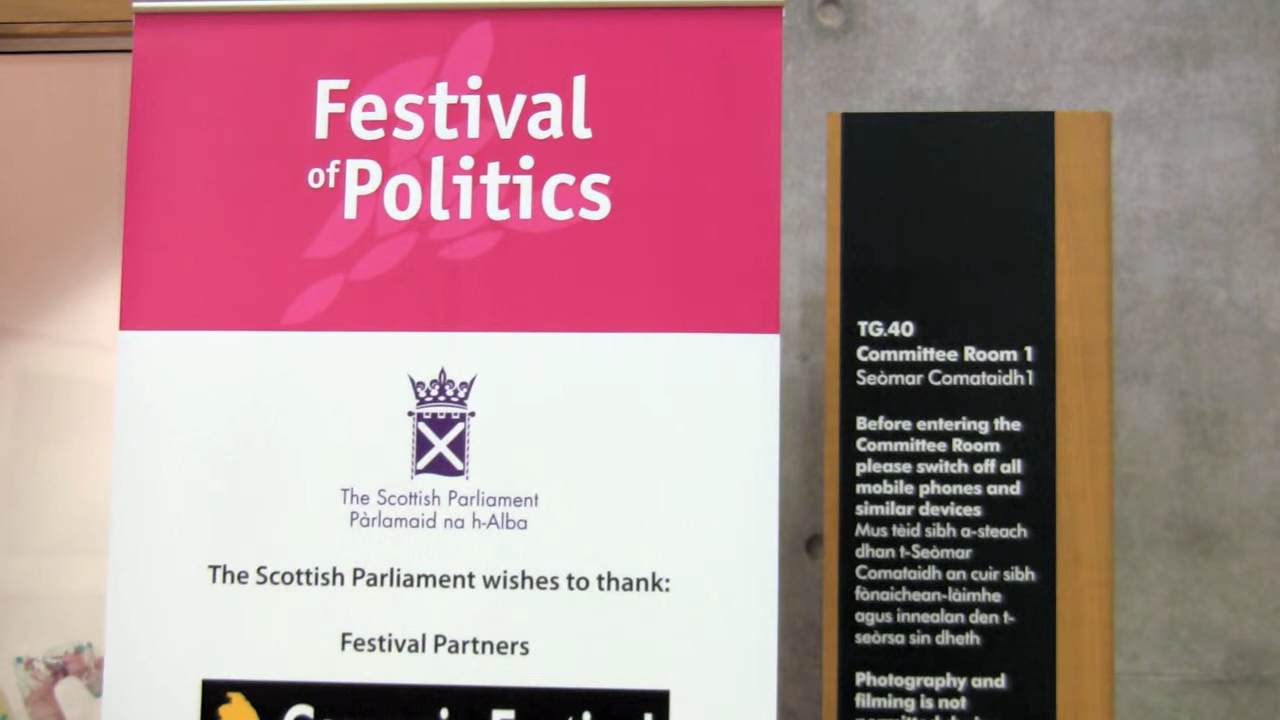 Festival
of Politics
The Scottish Parliament
Pàrlamaid na h-Alba
The Scottish Parliament wishes to thank:
Festival Partners
Festival
TG.40
Committee Room 1
Seòmar Comataidh1
Before entering the
Committee Room
please switch off all
mobile phones and
similar devices
Mus tèid sibh a-steach
dhan t-Seòmar
Comataidh an cuir sibh
fònaichean-làimhe
agus innealan den t-
seòrsa sin dheth
Photography and
filming is not